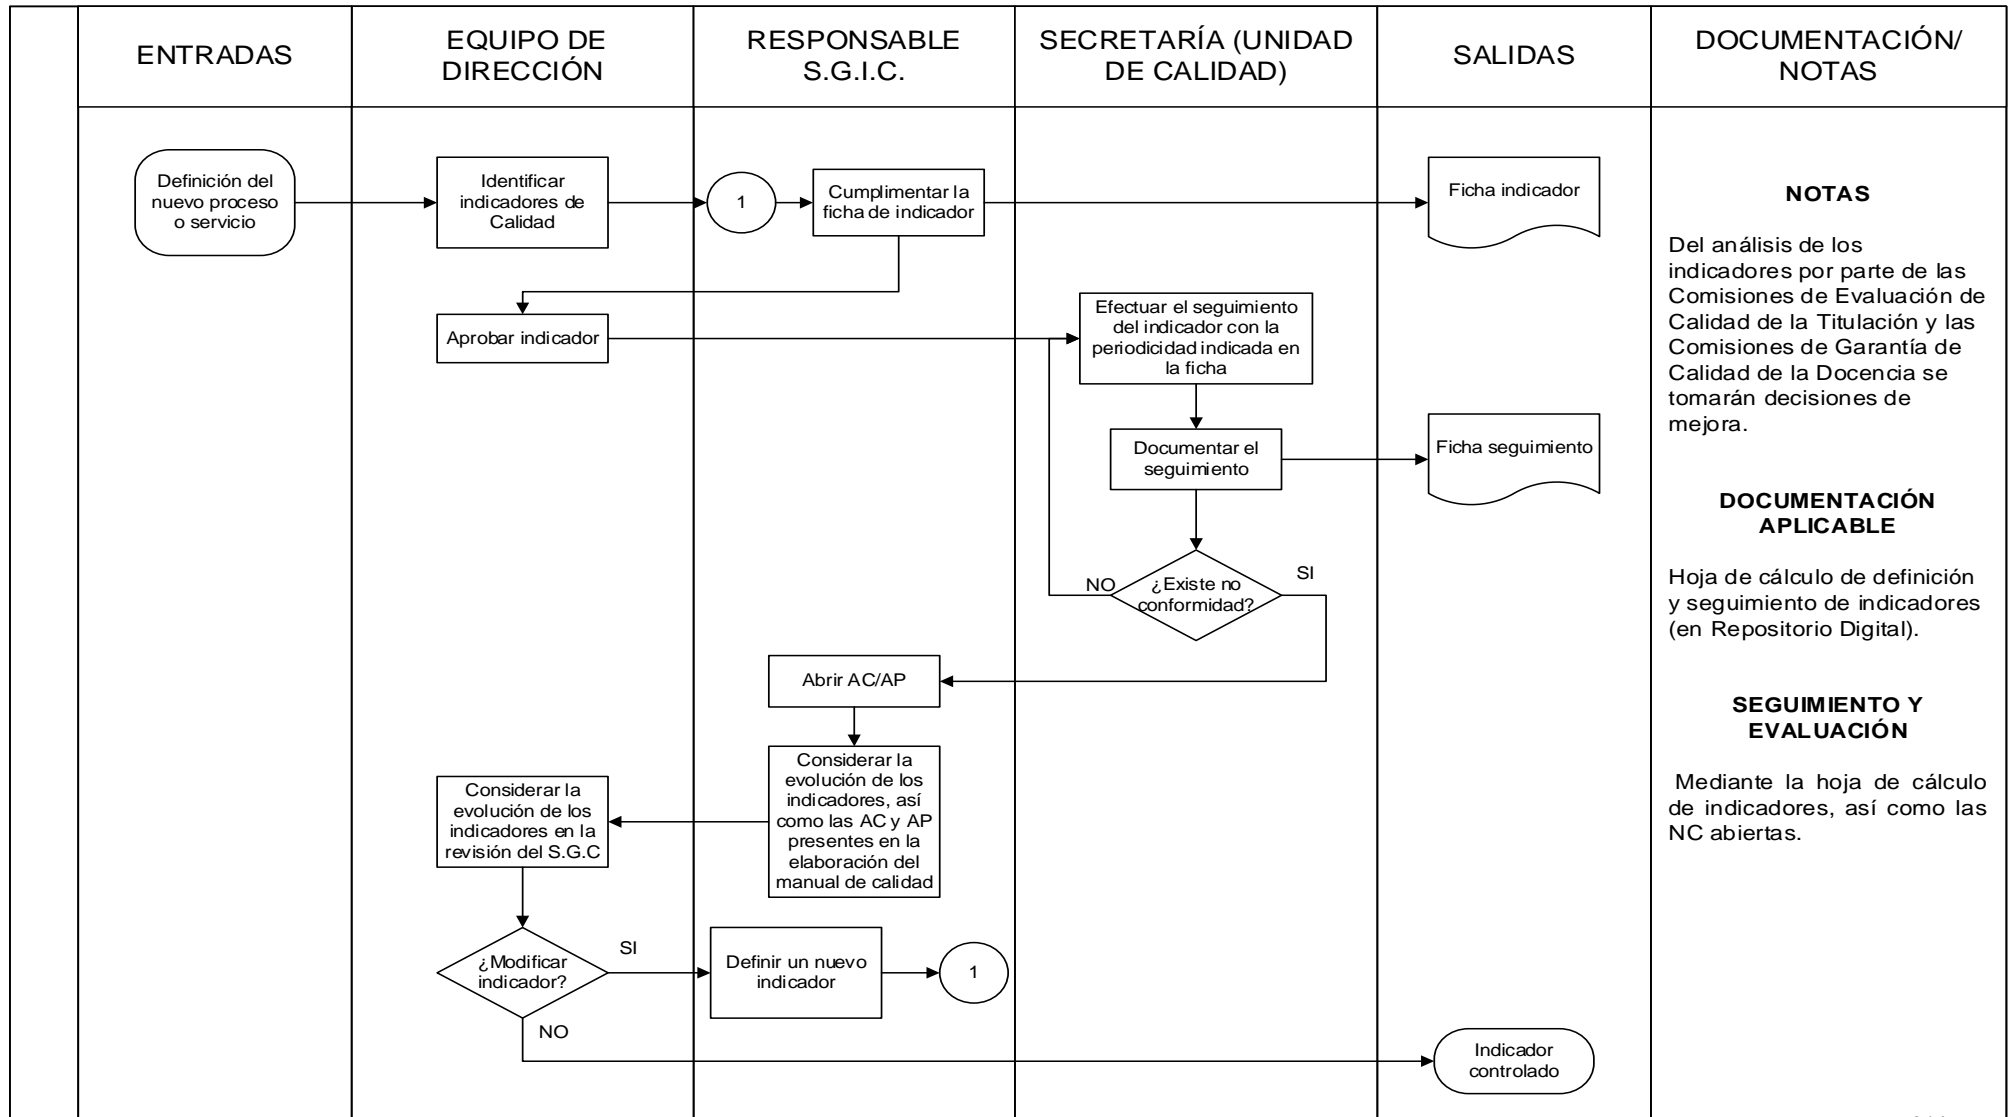 ENTRADAS
EQUIPO DE
DIRECCIÓN
RESPONSABLE
S.G.I.C.
SECRETARÍA (UNIDAD
DE CALIDAD)
SALIDAS
DOCUMENTACIÓN/
NOTAS
Definición del
nuevo proceso
o servicio
Identificar
indicadores de
Calidad
1
Cumplimentar la
ficha de indicador
Ficha indicador
Aprobar indicador
Efectuar el seguimiento
del indicador con la
periodicidad indicada en
la ficha
Documentar el
seguimiento
Ficha seguimiento
¿Existe no
conformidad?
NO
SI
Abrir AC/AP
Considerar la
evolución de los
indicadores, así
como las AC y AP
presentes en la
elaboración del
manual de calidad
Considerar la
evolución de los
indicadores en la
revisión del S.G.C
¿Modificar
indicador?
SI
NO
Definir un nuevo
indicador
1
Indicador
controlado
NOTAS
Del análisis de los
indicadores por parte de las
Comisiones de Evaluación de
Calidad de la Titulación y las
Comisiones de Garantía de
Calidad de la Docencia se
tomarán decisiones de
mejora.
DOCUMENTACIÓN
APLICABLE
Hoja de cálculo de definición
y seguimiento de indicadores
(en Repositorio Digital).
SEGUIMIENTO Y
EVALUACIÓN
Mediante la hoja de cálculo
de indicadores, así como las
NC abiertas.